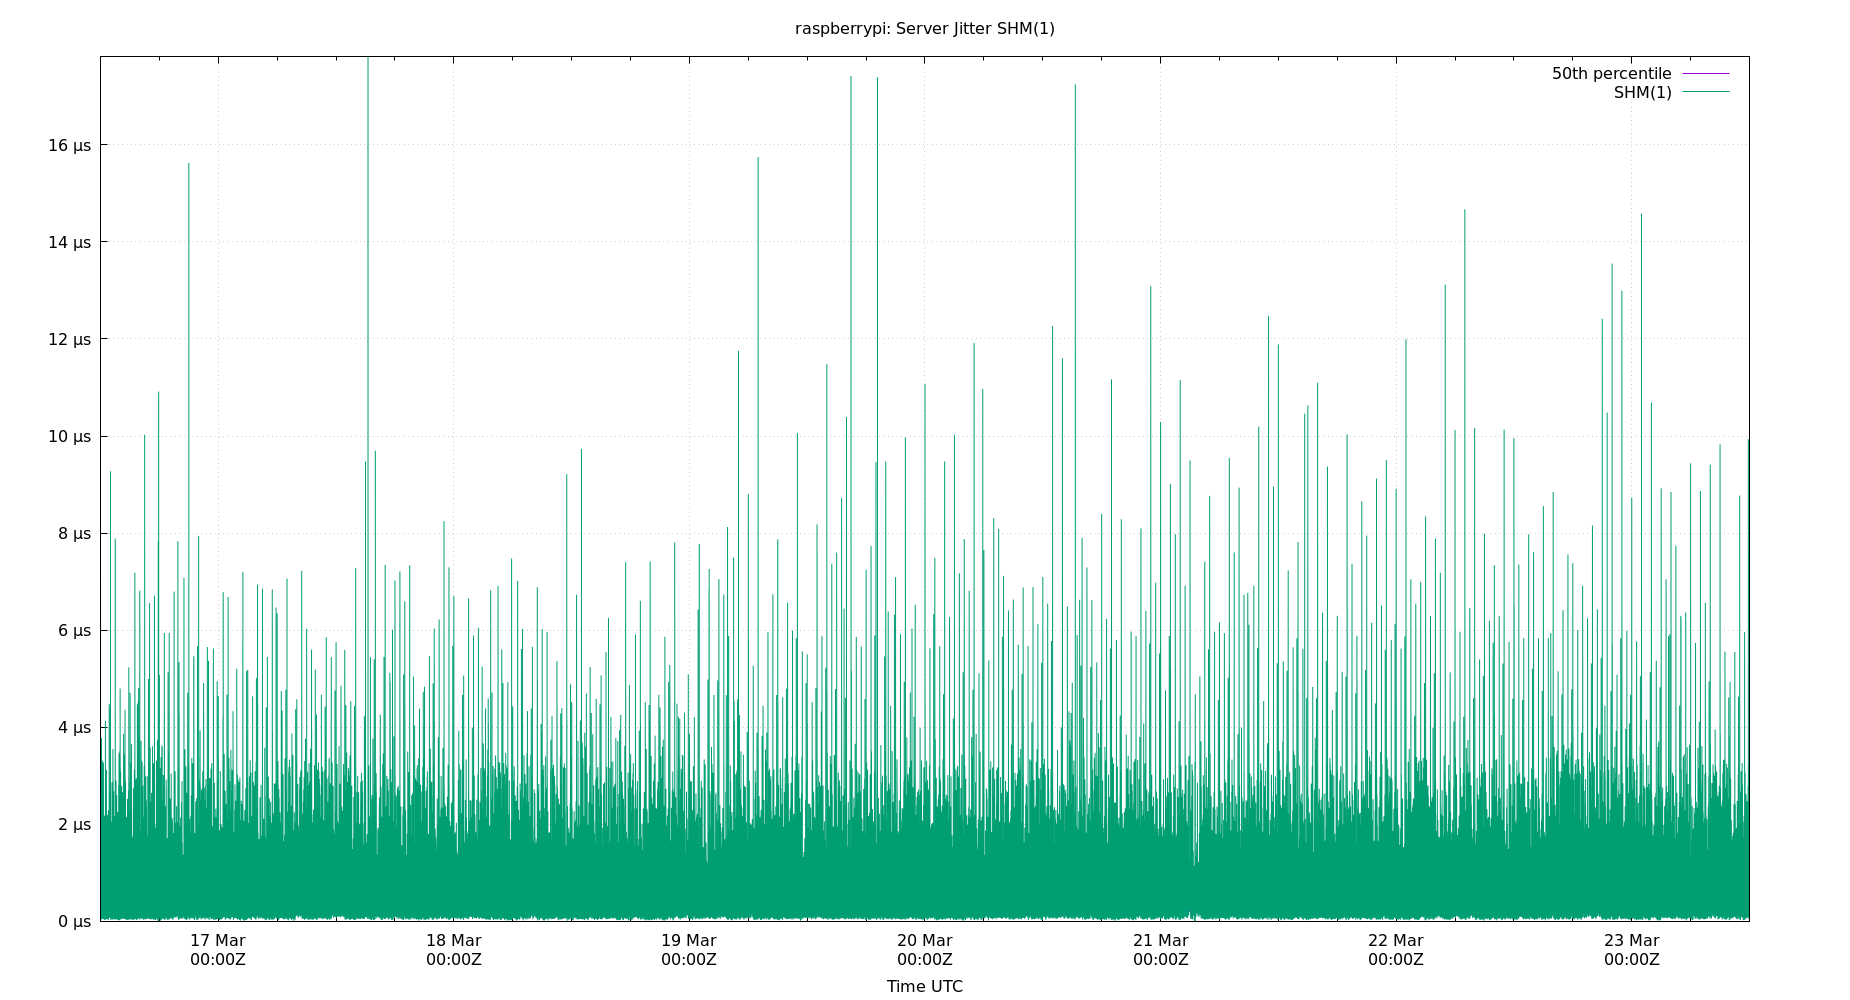 raspberrypi: Server Jitter SHM(1)
50th percentile
SHM(1)
16 µs
14 µs
12 µs
10 µs
8 µs
6 µs
4 µs
2 µs
0 µs
17 Mar 18 Mar 19 Mar 20 Mar 21 Mar 22 Mar 23 Mar
00:00Z 00:00Z 00:00Z 00:00Z 00:00Z 00:00Z 00:00Z
Time UTC